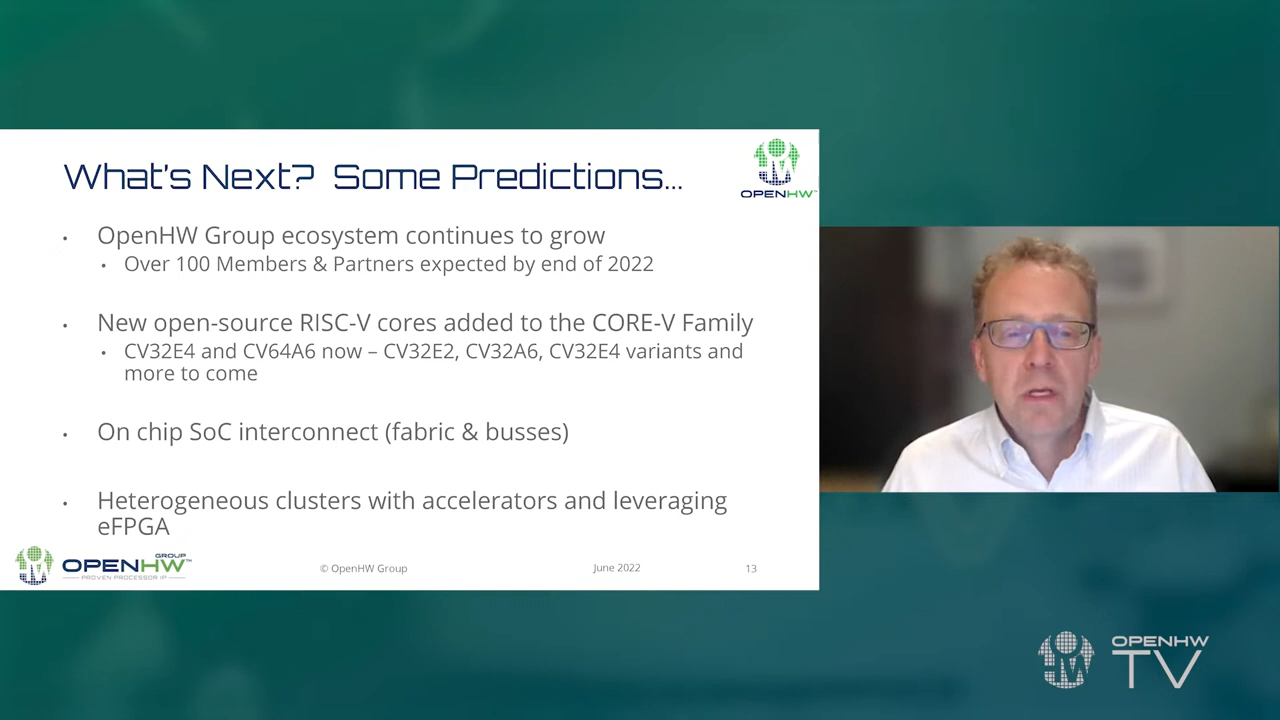 What's Next? Some Predictions...
OPENHW™
• OpenHW Group ecosystem continues to grow
• Over 100 Members & Partners expected by end of 2022
• New open-source RISC-V cores added to the CORE-V Family
• CV32E4 and CV64A6 now – CV32E2, CV32A6, CV32E4 variants and
more to come
• On chip SoC interconnect (fabric & busses)
• Heterogeneous clusters with accelerators and leveraging
eFPGA
GROUP
OPENHW™
PROVEN PROCESSOR IP
© OpenHW Group
June 2022
13
OPENHW
TV